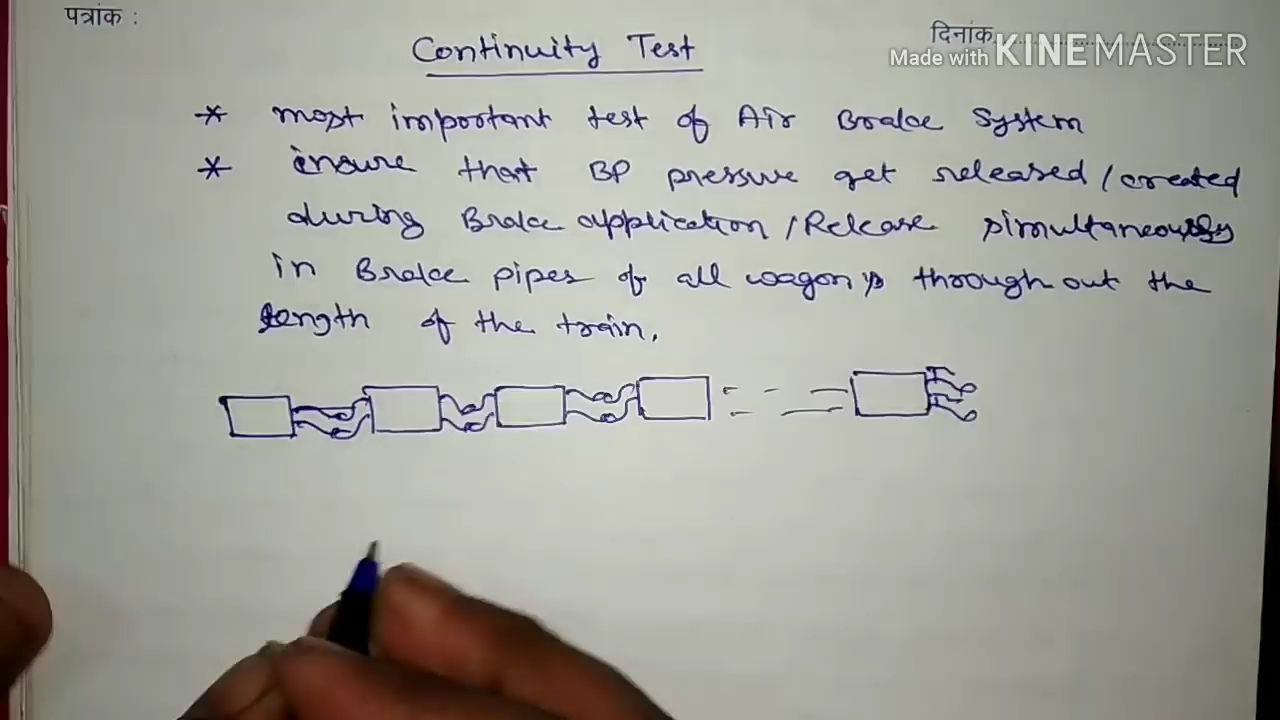 पत्रांक :
दिनांक
Made with KINEMASTER
Continuity Test
* most important test of Air Brake System
* ensure that BP pressure get released/created
during Brake application/Release simultaneously
in Brake pipes of all wagons through out the
length of the train.